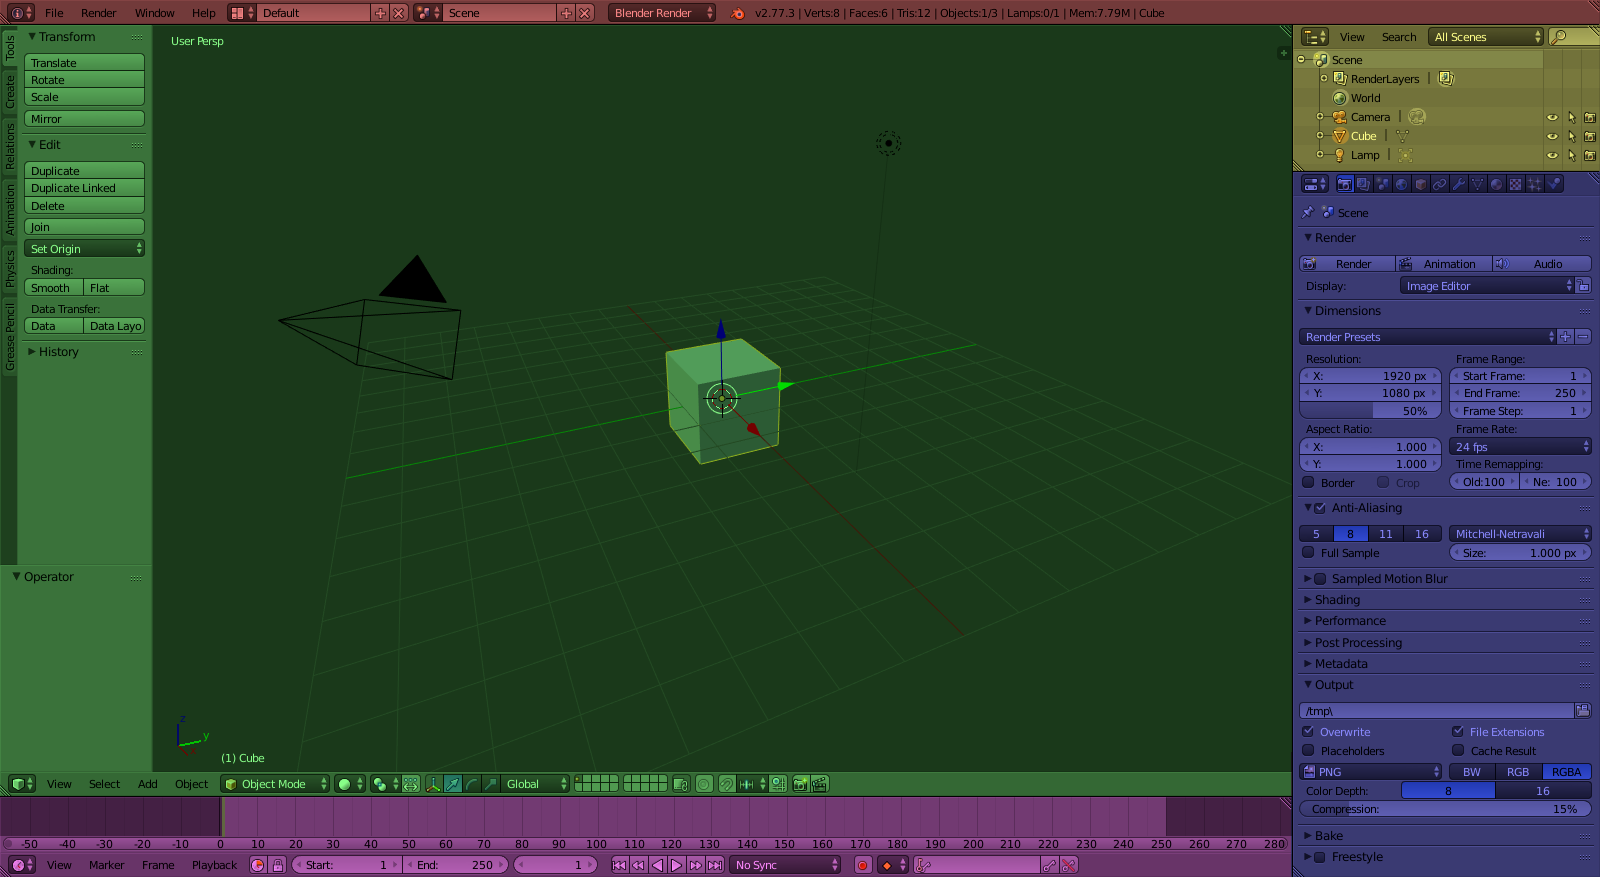 File Render Window Help Default Scene Blender Render v2.77.3 | Verts:8 | Faces:6 | Tris:12 | Objects:1/3 | Lamps:0/1 | Mem:7.79M | Cube
Tools
Create
Relations
Animation
Physics
Grease Pencil
Transform
Translate
Rotate
Scale
Mirror
Edit
Duplicate
Duplicate Linked
Delete
Join
Set Origin
Shading:
Smooth Flat
Data Transfer:
Data Data Layo
History
Operator
User Persp
z
y
(1) Cube
View Select Add Object Object Mode Global
-50 -40 -30 -20 -10 0 10 20 30 40 50 60 70 80 90 100 110 120 130 140 150 160 170 180 190 200 210 220 230 240 250 260 270 280
View Marker Frame Playback Start: 1 End: 250 1 No Sync
View Search All Scenes
Scene
RenderLayers |
World
Camera |
Cube |
Lamp |
Scene
Render
Render Animation Audio
Display: Image Editor
Dimensions
Render Presets
Resolution: Frame Range:
X: 1920 px Start Frame: 1
Y: 1080 px End Frame: 250
50% Frame Step: 1
Aspect Ratio: Frame Rate:
X: 1.000 24 fps
Y: 1.000 Time Remapping:
Border Crop Old:100 Ne: 100
Anti-Aliasing
5 8 11 16 Mitchell-Netravali
Full Sample Size: 1.000 px
Sampled Motion Blur
Shading
Performance
Post Processing
Metadata
Output
/tmp\
Overwrite File Extensions
Placeholders Cache Result
PNG BW RGB RGBA
Color Depth: 8 16
Compression: 15%
Bake
Freestyle